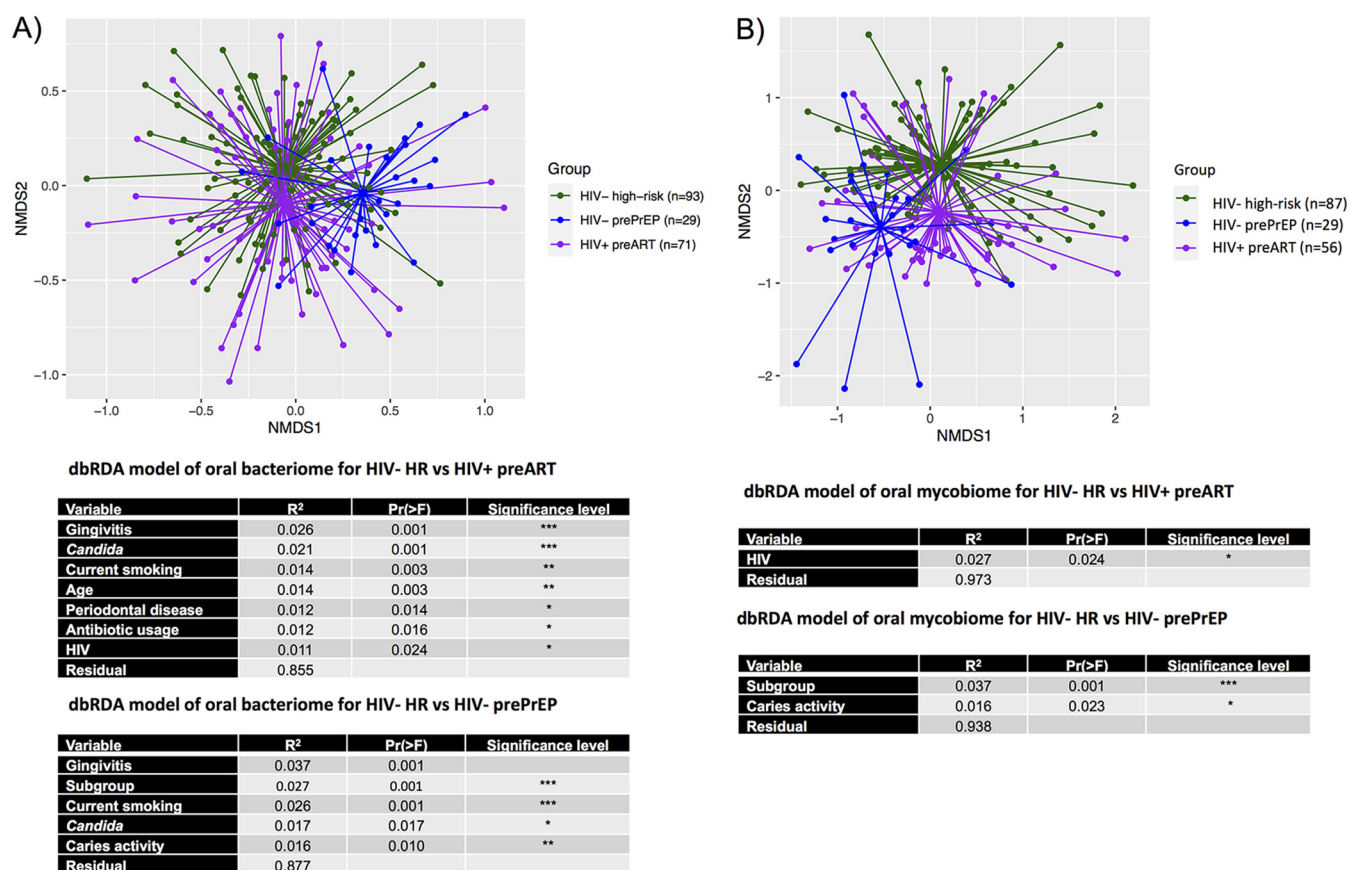 A)
0.5
0.0
−0.5
−1.0
NMDS2
−1.0 −0.5 0.0 0.5 1.0
NMDS1
Group
HIV− high−risk (n=93)
HIV− prePrEP (n=29)
HIV+ preART (n=71)
dbRDA model of oral bacteriome for HIV- HR vs HIV+ preART
Variable R² Pr(>F) Significance level
Gingivitis 0.026 0.001 ***
Candida 0.021 0.001 ***
Current smoking 0.014 0.003 **
Age 0.014 0.003 **
Periodontal disease 0.012 0.014 *
Antibiotic usage 0.012 0.016 *
HIV 0.011 0.024 *
Residual 0.855
dbRDA model of oral bacteriome for HIV- HR vs HIV- prePrEP
Variable R² Pr(>F) Significance level
Gingivitis 0.037 0.001
Subgroup 0.027 0.001 ***
Current smoking 0.026 0.001 ***
Candida 0.017 0.017 *
Caries activity 0.016 0.010 **
Residual 0.877
B)
1
0
−1
−2
NMDS2
−1 0 1 2
NMDS1
Group
HIV- high-risk (n=87)
HIV- prePrEP (n=29)
HIV+ preART (n=56)
dbRDA model of oral mycobiome for HIV- HR vs HIV+ preART
Variable R² Pr(>F) Significance level
HIV 0.027 0.024 *
Residual 0.973
dbRDA model of oral mycobiome for HIV- HR vs HIV- prePrEP
Variable R² Pr(>F) Significance level
Subgroup 0.037 0.001 ***
Caries activity 0.016 0.023 *
Residual 0.938